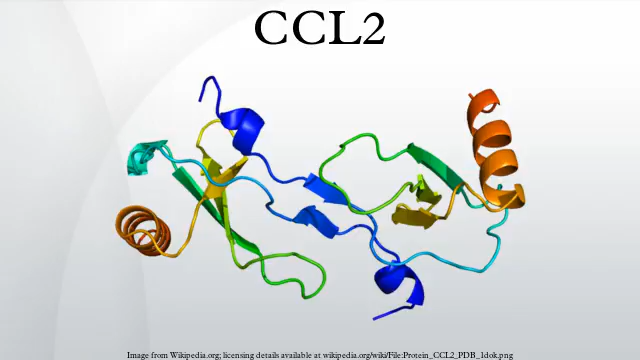 CCL2
Image from Wikipedia.org; licensing details available at wikipedia.org/wiki/File:Protein_CCL2_PDB_1dok.png